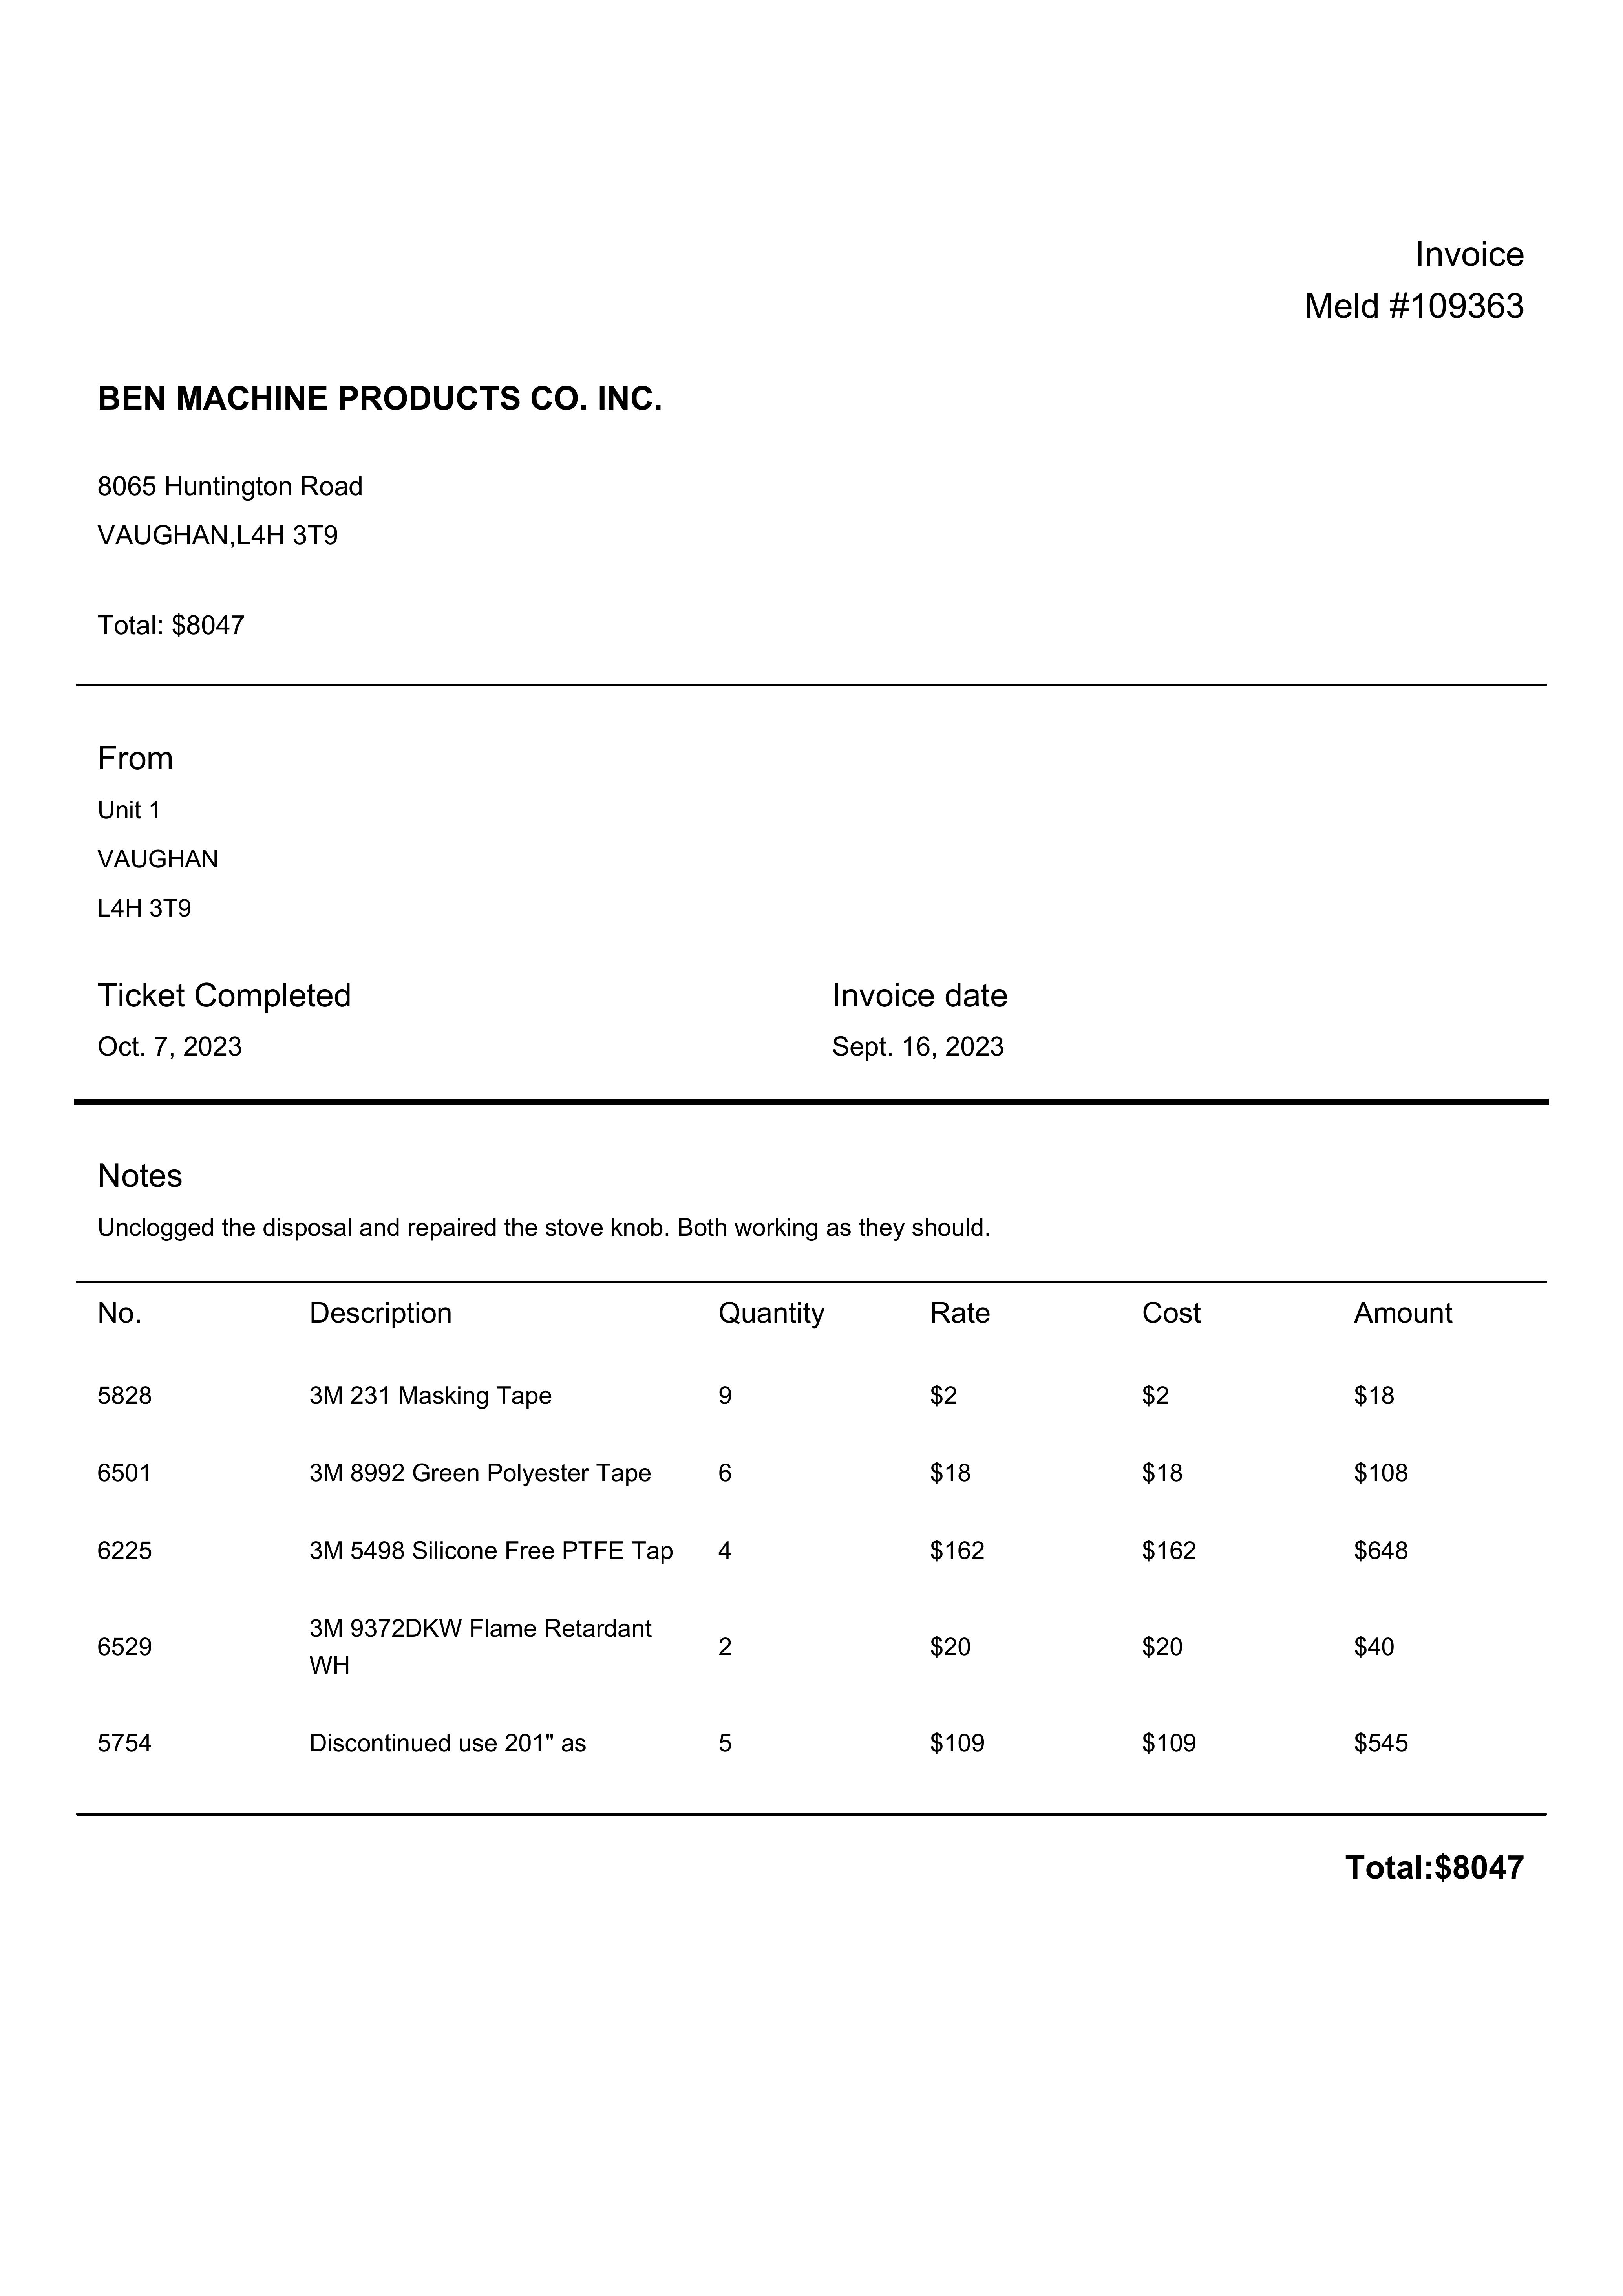 Invoice
Meld #109363
BEN MACHINE PRODUCTS CO. INC.
8065 Huntington Road
VAUGHAN,L4H 3T9
Total: $8047
From
Unit 1
VAUGHAN
L4H 3T9
Ticket Completed Invoice date
Oct. 7, 2023 Sept. 16, 2023
Notes
Unclogged the disposal and repaired the stove knob. Both working as they should.
No. Description Quantity Rate Cost Amount
5828 3M 231 Masking Tape 9 $2 $2 $18
6501 3M 8992 Green Polyester Tape 6 $18 $18 $108
6225 3M 5498 Silicone Free PTFE Tap 4 $162 $162 $648
6529 3M 9372DKW Flame Retardant 2 $20 $20 $40
WH
5754 Discontinued use 201" as 5 $109 $109 $545
Total:$8047